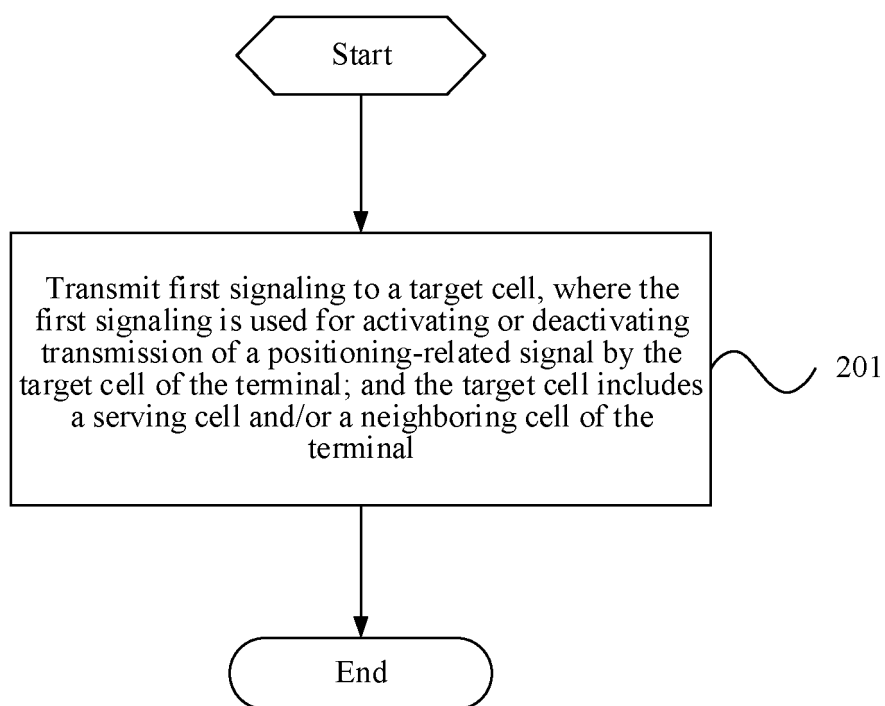 Start
Transmit first signaling to a target cell, where the
first signaling is used for activating or deactivating
transmission of a positioning-related signal by the
target cell of the terminal; and the target cell includes
a serving cell and/or a neighboring cell of the
terminal
201
End